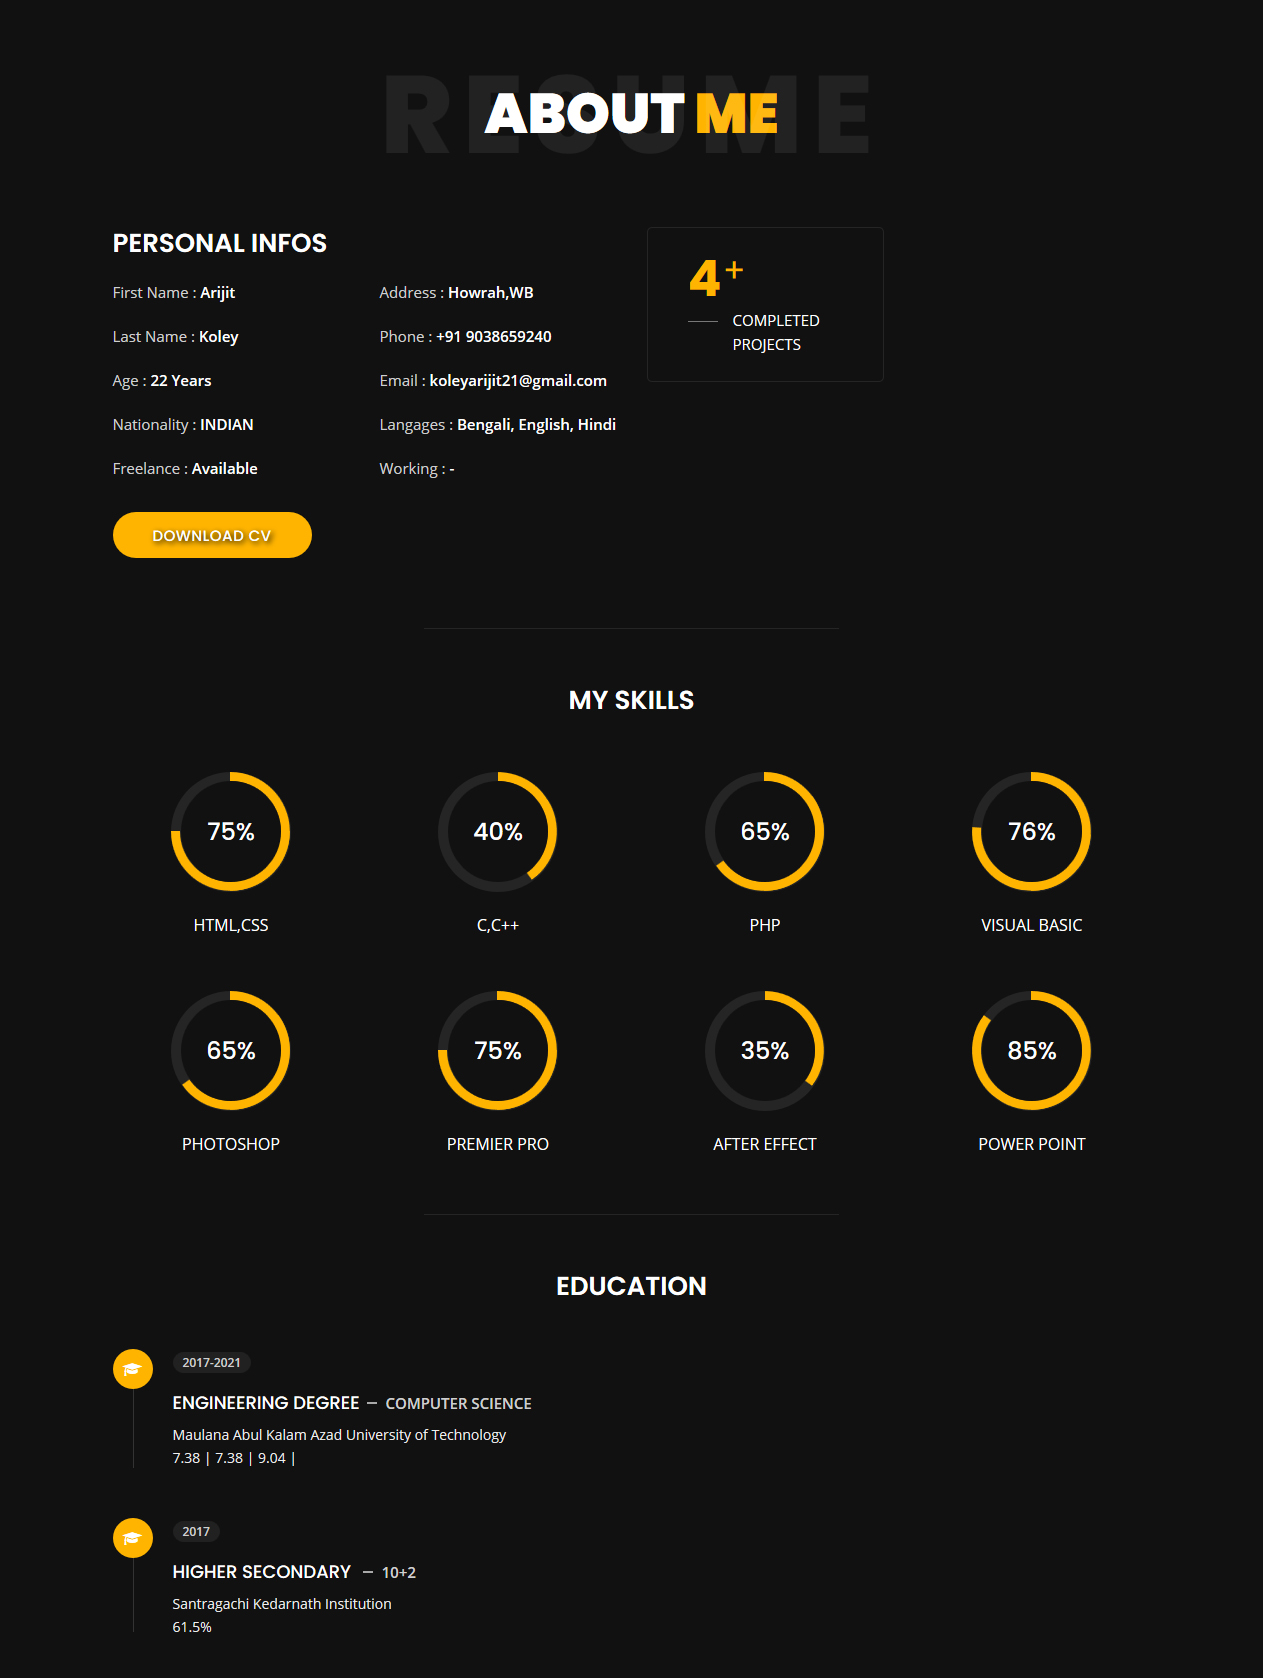 RESUME
ABOUT ME
PERSONAL INFOS
First Name : Arijit
Last Name : Koley
Age : 22 Years
Nationality : INDIAN
Freelance : Available
Address : Howrah,WB
Phone : +91 9038659240
Email : koleyarijit21@gmail.com
Langages : Bengali, English, Hindi
Working : -
DOWNLOAD CV
4+
COMPLETED
PROJECTS
MY SKILLS
75%
HTML,CSS
40%
C,C++
65%
PHP
76%
VISUAL BASIC
65%
PHOTOSHOP
75%
PREMIER PRO
35%
AFTER EFFECT
85%
POWER POINT
EDUCATION
2017-2021
ENGINEERING DEGREE – COMPUTER SCIENCE
Maulana Abul Kalam Azad University of Technology
7.38 | 7.38 | 9.04 |
2017
HIGHER SECONDARY – 10+2
Santragachi Kedarnath Institution
61.5%